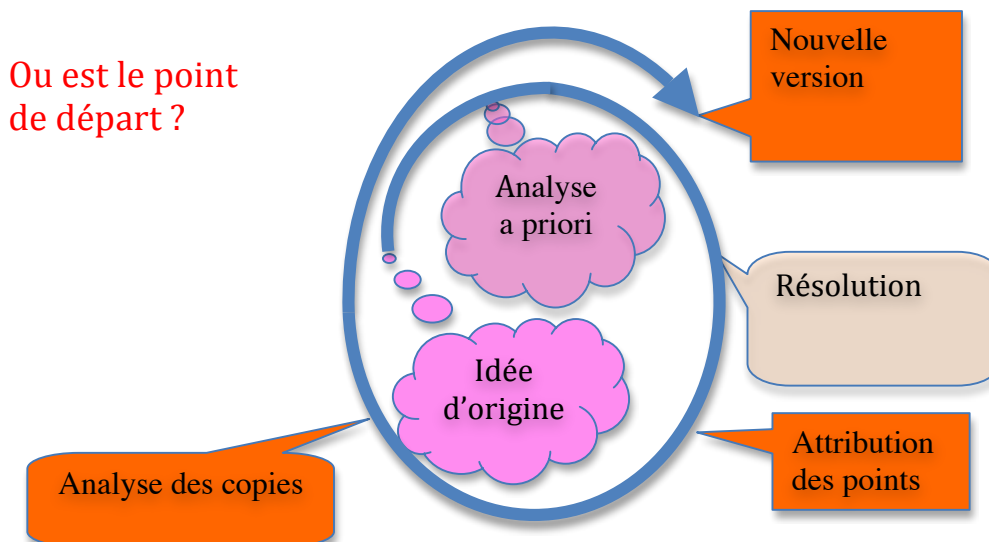 Ou est le point
de départ ?
Nouvelle
version
Analyse
a priori
Résolution
Idée
d'origine
Attribution
des points
Analyse des copies